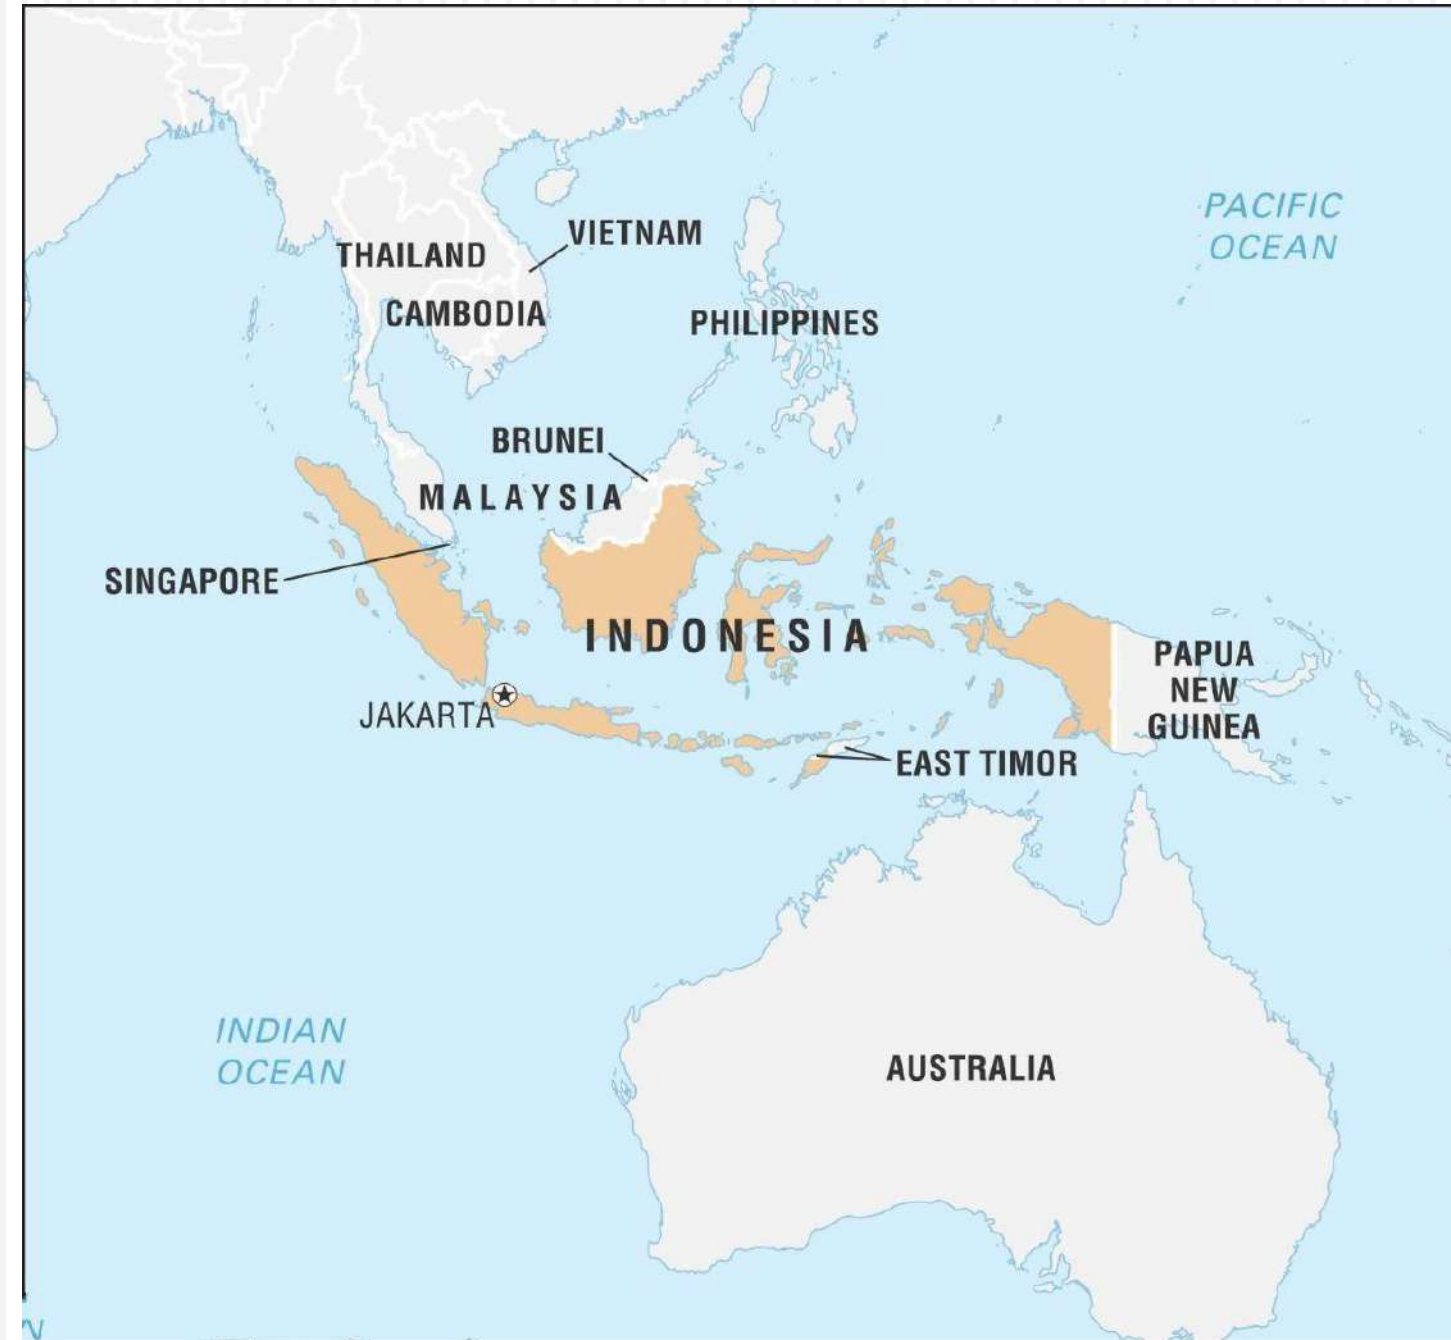 PACIFIC
OCEAN
VIETNAM
THAILAND
CAMBODIA
PHILIPPINES
BRUNEI
MALAYSIA
SINGAPORE
INDONESIA
PAPUA
NEW
GUINEA
JAKARTA
EAST TIMOR
INDIAN
OCEAN
AUSTRALIA